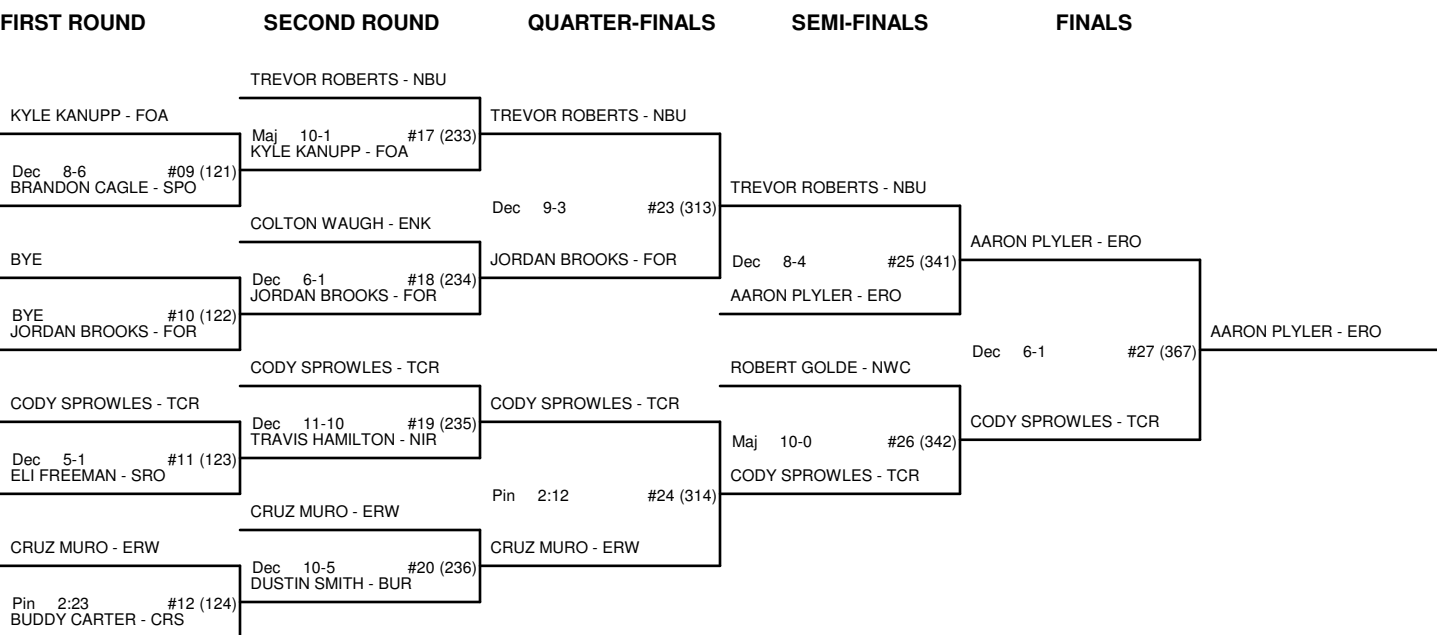 FIRST ROUND SECOND ROUND QUARTER-FINALS SEMI-FINALS FINALS
TREVOR ROBERTS - NBU
KYLE KANUPP - FOA TREVOR ROBERTS - NBU
Maj 10-1 #17 (233)
KYLE KANUPP - FOA
Dec 8-6 #09 (121)
BRANDON CAGLE - SPO TREVOR ROBERTS - NBU
Dec 9-3 #23 (313)
COLTON WAUGH - ENK
AARON PLYLER - ERO
BYE JORDAN BROOKS - FOR
Dec 8-4 #25 (341)
Dec 6-1 #18 (234)
JORDAN BROOKS - FOR AARON PLYLER - ERO
BYE #10 (122)
JORDAN BROOKS - FOR AARON PLYLER - ERO
Dec 6-1 #27 (367)
CODY SPROWLES - TCR ROBERT GOLDE - NWC
CODY SPROWLES - TCR CODY SPROWLES - TCR
CODY SPROWLES - TCR
Dec 11-10 #19 (235)
TRAVIS HAMILTON - NIR
Maj 10-0 #26 (342)
Dec 5-1 #11 (123)
ELI FREEMAN - SRO CODY SPROWLES - TCR
Pin 2:12 #24 (314)
CRUZ MURO - ERW
CRUZ MURO - ERW CRUZ MURO - ERW
Dec 10-5 #20 (236)
DUSTIN SMITH - BUR
Pin 2:23 #12 (124)
BUDDY CARTER - CRS